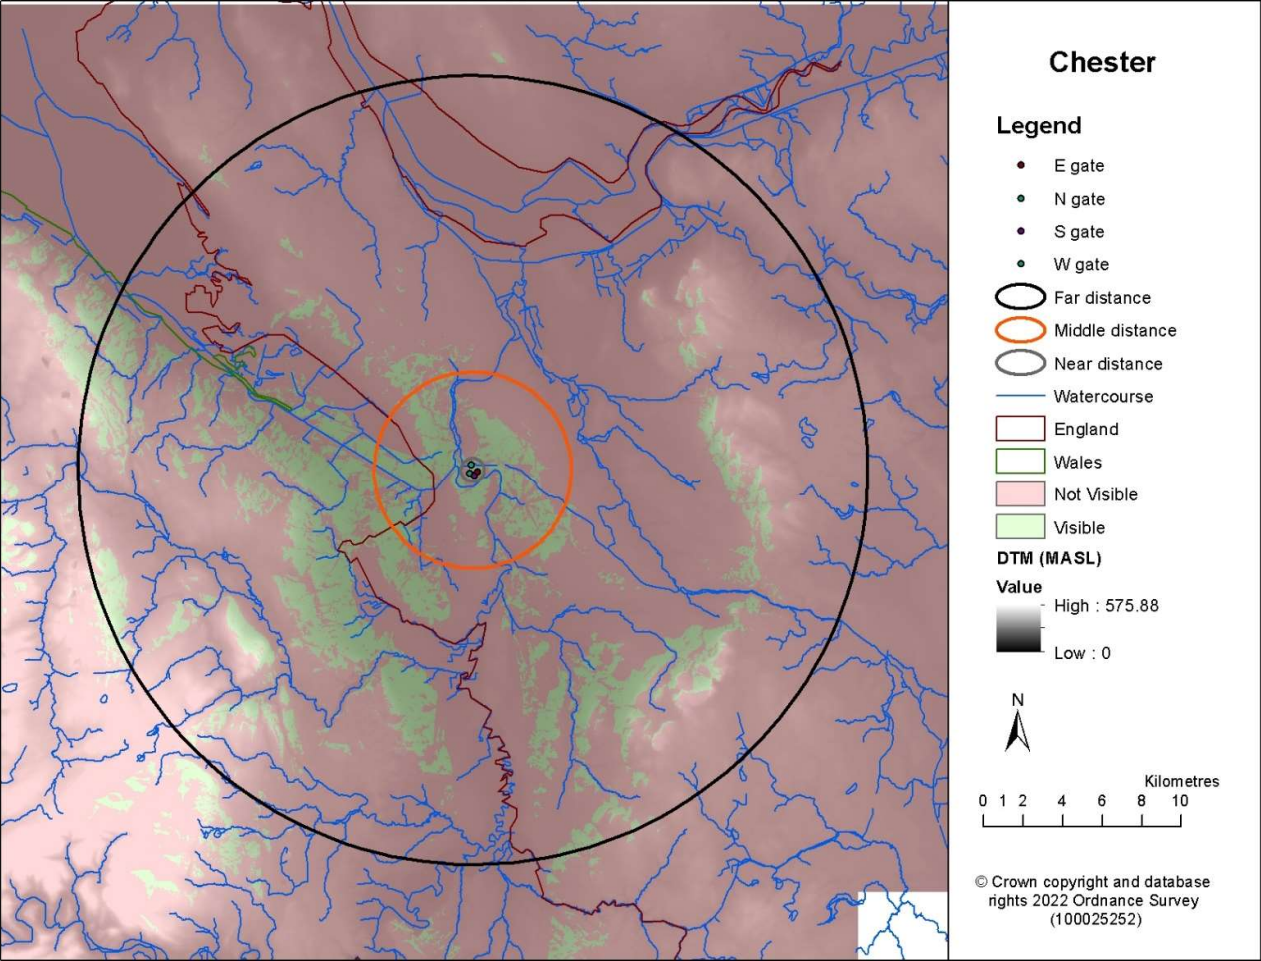 Chester
Legend
E gate
N gate
S gate
W gate
Far distance
Middle distance
Near distance
Watercourse
England
Wales
Not Visible
Visible
DTM (MASL)
Value
High : 575.88
Low : 0
N
Kilometres
0 1 2 4 6 8 10
© Crown copyright and database
rights 2022 Ordnance Survey
(100025252)